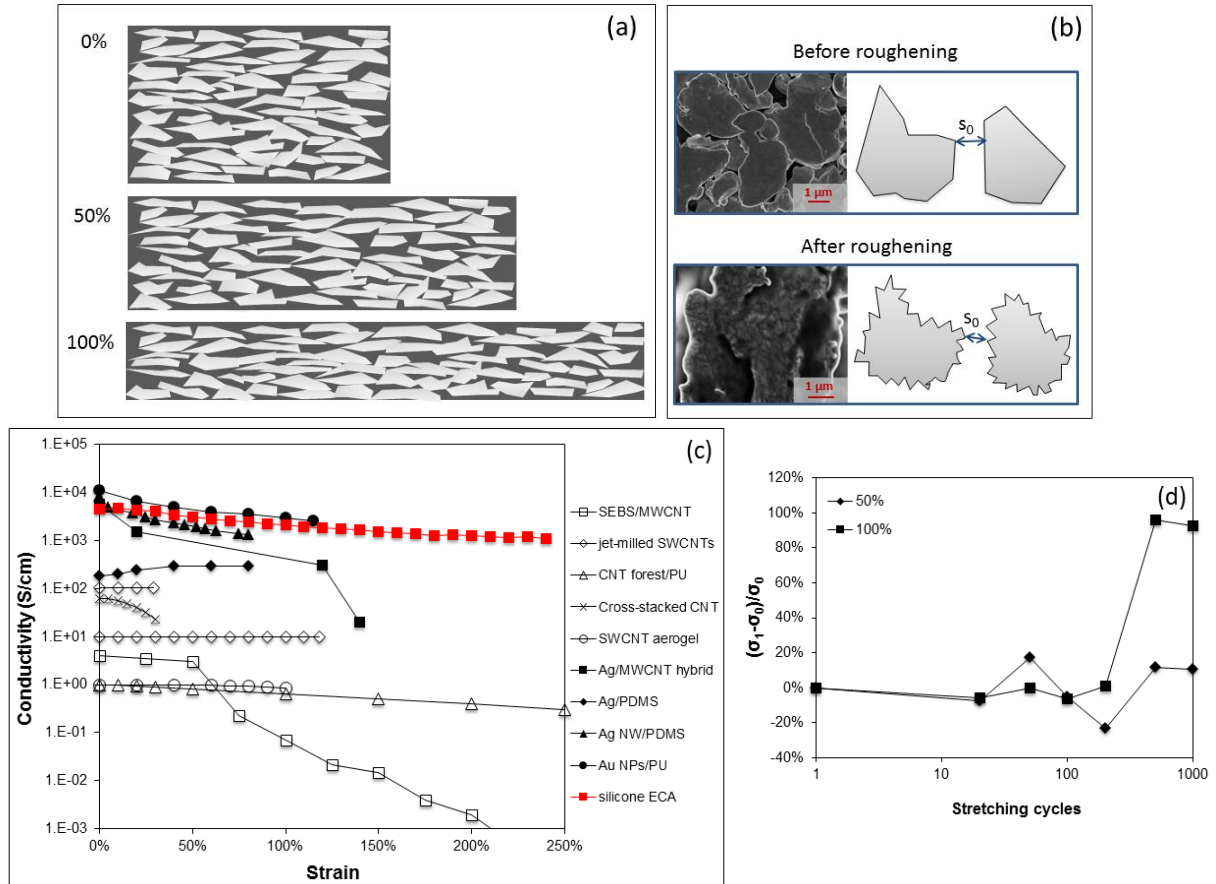 (a)
0%
50%
100%
(b)
Before roughening
1 µm
s0
After roughening
1 µm
s0
(c)
Conductivity (S/cm)
1.E+05
1.E+04
1.E+03
1.E+02
1.E+01
1.E+00
1.E-01
1.E-02
1.E-03
0% 50% 100% 150% 200% 250%
Strain
SEBS/MWCNT
jet-milled SWCNTs
CNT forest/PU
Cross-stacked CNT
SWCNT aerogel
Ag/MWCNT hybrid
Ag/PDMS
Ag NW/PDMS
Au NPs/PU
silicone ECA
(d)
(σ1-σ0)/σ0
120%
100%
80%
60%
40%
20%
0%
-20%
-40%
50%
100%
1 10 100 1000
Stretching cycles